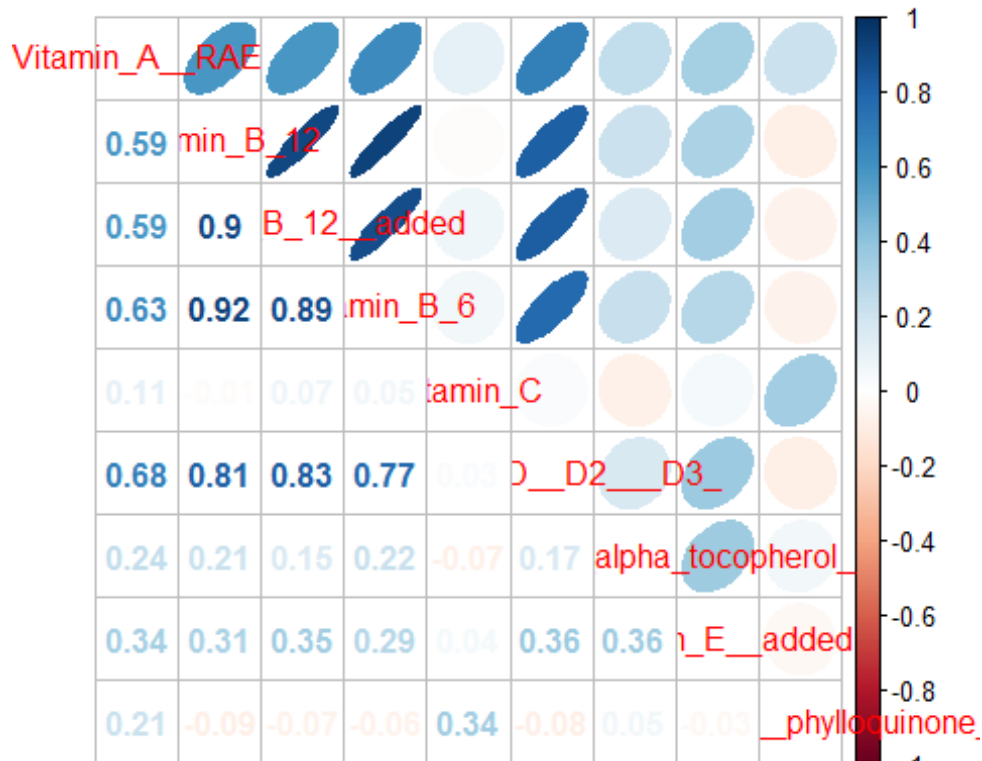 Vitamin_A__RAE
0.59 min_B_12
0.59 0.9 B_12__added
0.63 0.92 0.89 amin_B_6
0.11 -0.01 0.07 0.05 tamin_C
0.68 0.81 0.83 0.77 0.03 D__D2___D3_
0.24 0.21 0.15 0.22 -0.07 0.17 alpha_tocopherol_
0.34 0.31 0.35 0.29 0.04 0.36 0.36 n_E__added
0.21 -0.09 -0.07 -0.06 0.34 -0.08 0.05 -0.03 __phylloquinone_
1
0.8
0.6
0.4
0.2
0
-0.2
-0.4
-0.6
-0.8
-1